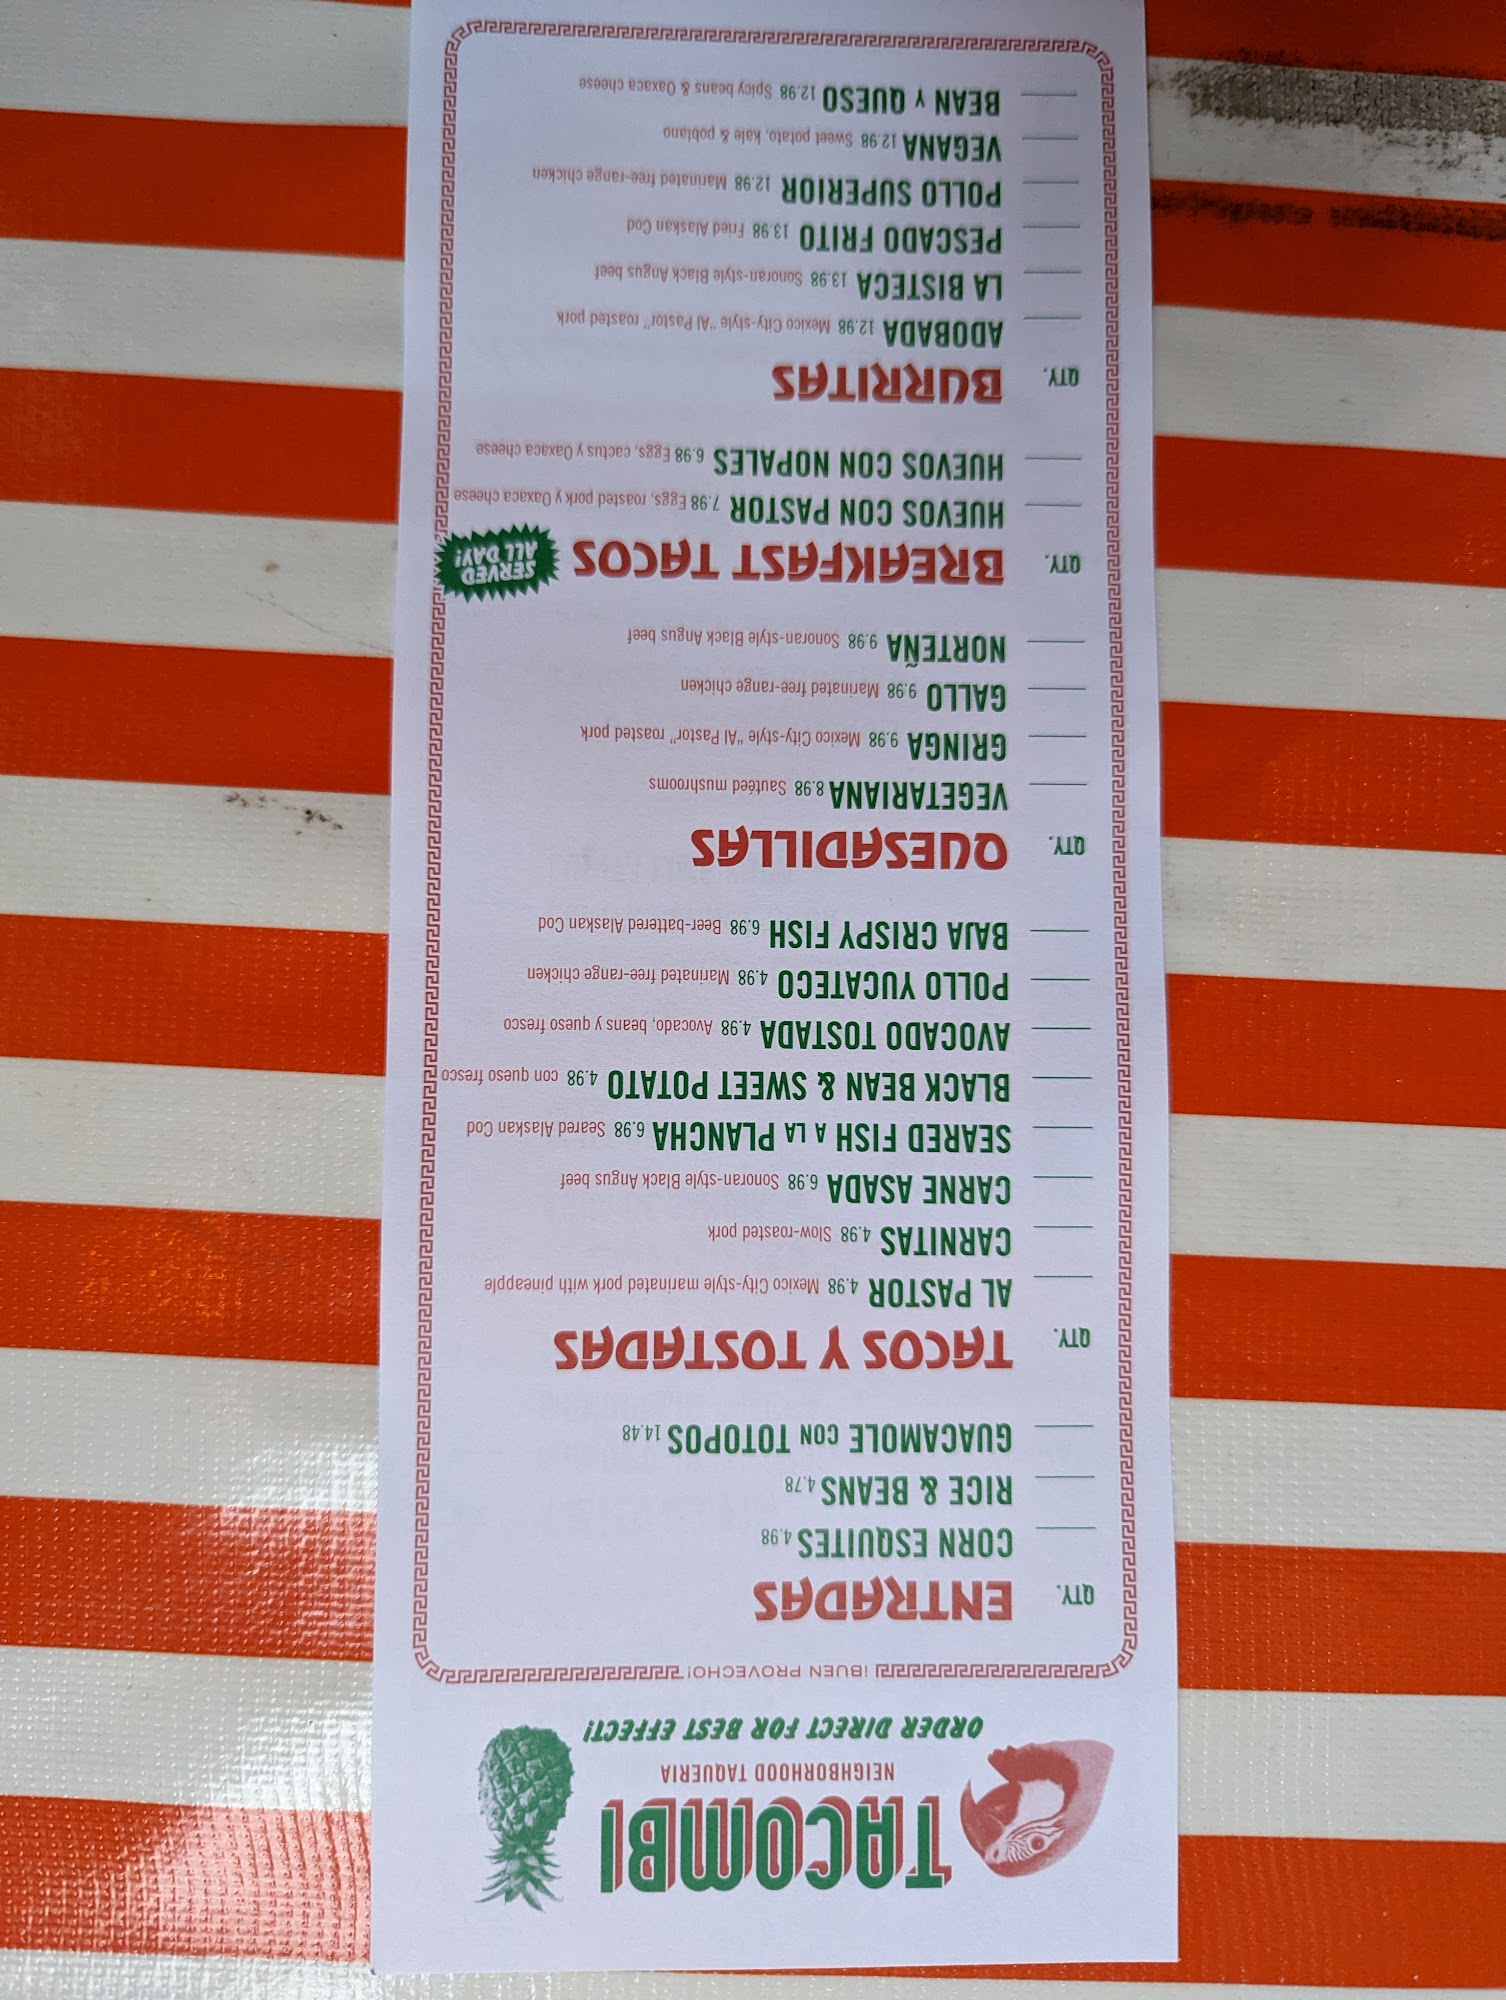 TACOMBI
NEIGHBORHOOD TAQUERIA
ORDER DIRECT FOR BEST EFFECT!
¡BUEN PROVECHO!
QTY. ENTRADAS
CORN ESQUITES 4.98
RICE & BEANS 4.78
GUACAMOLE CON TOTOPOS 14.48
QTY. TACOS Y TOSTADAS
AL PASTOR 4.98 Mexico City-style marinated pork with pineapple
CARNITAS 4.98 Slow-roasted pork
CARNE ASADA 6.98 Sonoran-style Black Angus beef
SEARED FISH A LA PLANCHA 6.98 Seared Alaskan Cod
BLACK BEAN & SWEET POTATO 4.98 con queso fresco
AVOCADO TOSTADA 4.98 Avocado, beans y queso fresco
POLLO YUCATECO 4.98 Marinated free-range chicken
BAJA CRISPY FISH 6.98 Beer-battered Alaskan Cod
QTY. QUESADILLAS
VEGETARIANA 8.98 Sautéed mushrooms
GRINGA 9.98 Mexico City-style "Al Pastor" roasted pork
GALLO 9.98 Marinated free-range chicken
NORTEÑA 9.98 Sonoran-style Black Angus beef
QTY. BREAKFAST TACOS SERVED
ALL DAY!
HUEVOS CON PASTOR 7.98 Eggs, roasted pork y Oaxaca cheese
HUEVOS CON NOPALES 6.98 Eggs, cactus y Oaxaca cheese
QTY. BURRITAS
ADOBADA 12.98 Mexico City-style "Al Pastor" roasted pork
LA BISTECA 13.98 Sonoran-style Black Angus beef
PESCADO FRITO 13.98 Fried Alaskan Cod
POLLO SUPERIOR 12.98 Marinated free-range chicken
VEGANA 12.98 Sweet potato, kale & poblano
BEAN Y QUESO 12.98 Spicy beans & Oaxaca cheese